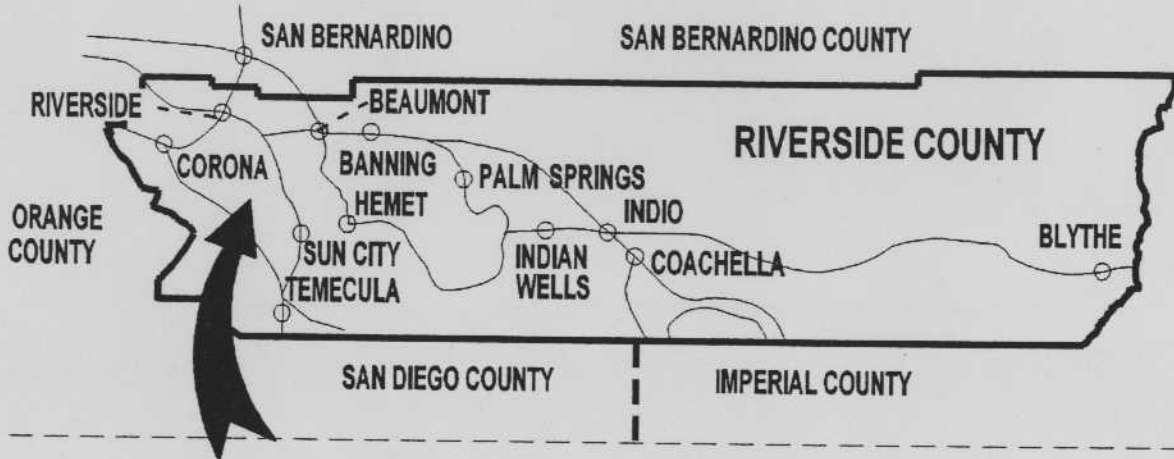 SAN BERNARDINO
SAN BERNARDINO COUNTY
RIVERSIDE
BEAUMONT
RIVERSIDE COUNTY
CORONA
BANNING
PALM SPRINGS
HEMET
ORANGE
COUNTY
INDIO
SUN CITY
INDIAN
WELLS
COACHELLA
BLYTHE
TEMECULA
SAN DIEGO COUNTY
IMPERIAL COUNTY